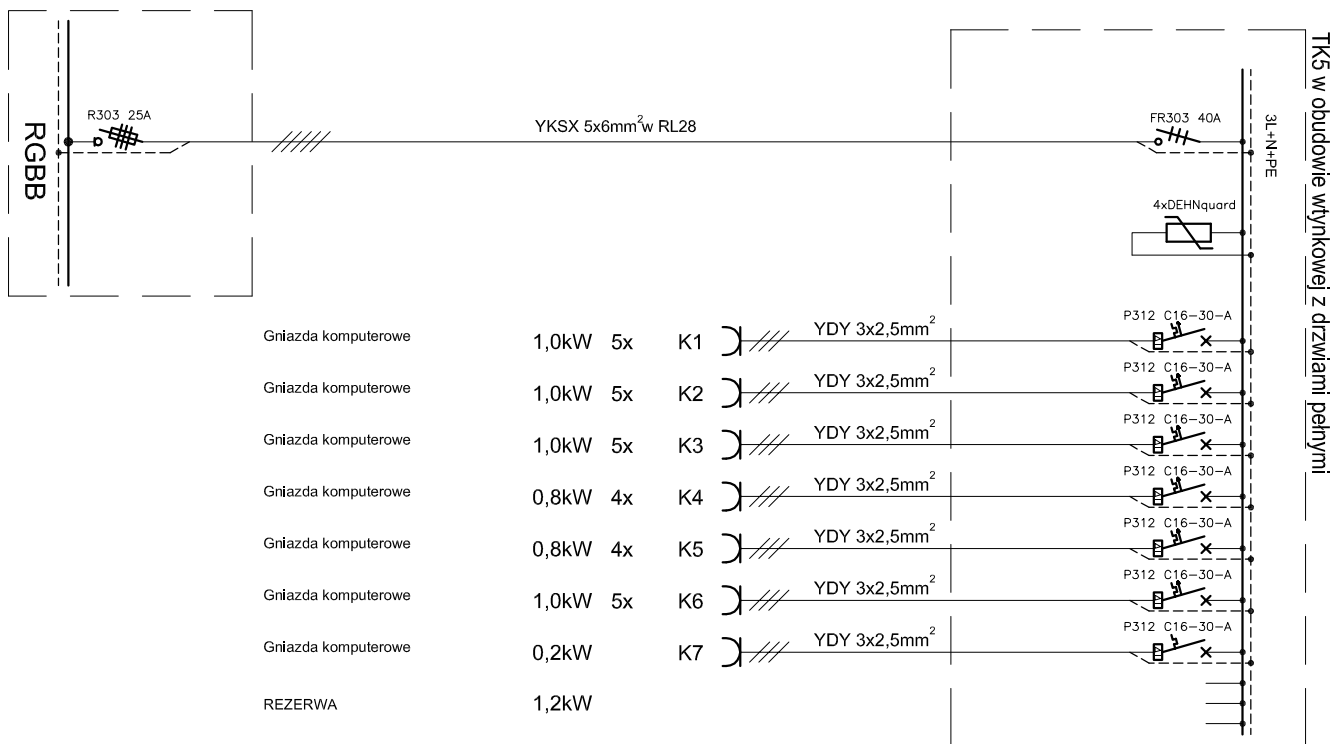 RGBB
R303 25A
YKSX 5x6mm² w RL28
FR303 40A
3L+N+PE
TK5 w obudowie wtynkowej z drzwiami pełnymi
4xDEHNquard
Gniazda komputerowe 1,0kW 5x K1 YDY 3x2,5mm² P312 C16-30-A
Gniazda komputerowe 1,0kW 5x K2 YDY 3x2,5mm² P312 C16-30-A
Gniazda komputerowe 1,0kW 5x K3 YDY 3x2,5mm² P312 C16-30-A
Gniazda komputerowe 0,8kW 4x K4 YDY 3x2,5mm² P312 C16-30-A
Gniazda komputerowe 0,8kW 4x K5 YDY 3x2,5mm² P312 C16-30-A
Gniazda komputerowe 1,0kW 5x K6 YDY 3x2,5mm² P312 C16-30-A
Gniazda komputerowe 0,2kW K7 YDY 3x2,5mm² P312 C16-30-A
REZERWA 1,2kW